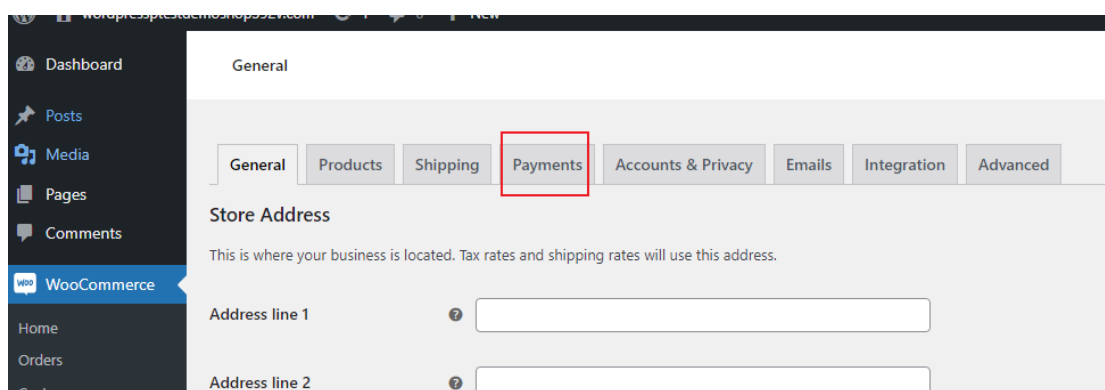 Dashboard
General
Posts
Media
General Products Shipping Payments Accounts & Privacy Emails Integration Advanced
Pages
Store Address
Comments
This is where your business is located. Tax rates and shipping rates will use this address.
WOO WooCommerce
Address line 1
Home
Orders
Address line 2